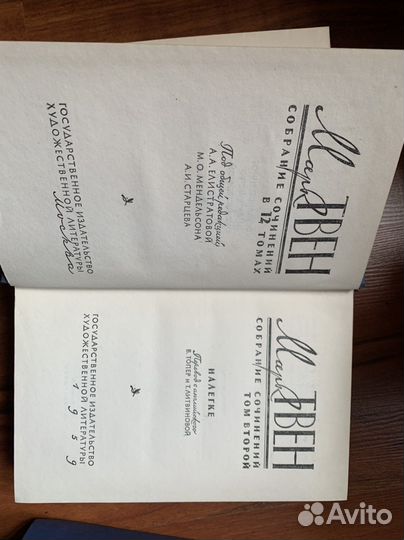 Марк
ТВЕН
СОБРАНИЕ СОЧИНЕНИЙ
В 12 ТОМАХ
Под общей редакцией
А. А. ЕЛИСТРАТОВОЙ
М. О. МЕНДЕЛЬСОНА
А. И. СТАРЦЕВА
ГОСУДАРСТВЕННОЕ ИЗДАТЕЛЬСТВО
ХУДОЖЕСТВЕННОЙ ЛИТЕРАТУРЫ
Москва
Марк
ТВЕН
СОБРАНИЕ СОЧИНЕНИЙ
ТОМ ВТОРОЙ
НАЛЕГКЕ
Перевод с английского
В. ТОПЕР и Т. ЛИТВИНОВОЙ
ГОСУДАРСТВЕННОЕ ИЗДАТЕЛЬСТВО
ХУДОЖЕСТВЕННОЙ ЛИТЕРАТУРЫ
1959
Avito